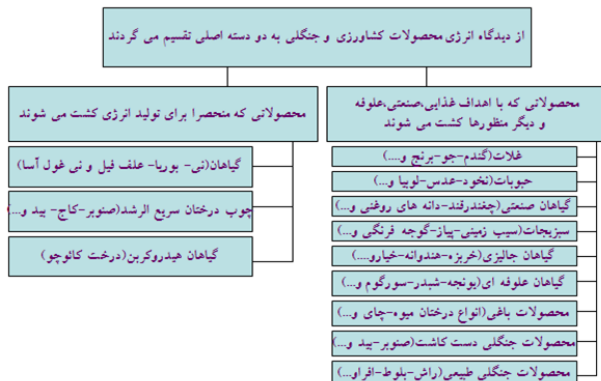 از دیدگاه انرژی محصولات کشاورزی و جنگلی به دو دسته اصلی تقسیم می گردند
محصولاتی که با اهداف غذایی،صنعتی،علوفه
و دیگر منظورها کشت می شوند
غلات(گندم-جو-برنج و....)
حبوبات(نخود-عدس-لوبیا و...)
گیاهان صنعتی(چغندرقند-دانه های روغنی و...)
سبزیجات(سیب زمینی-پیاز-گوجه فرنگی و...)
گیاهان جالیزی(خربزه-هندوانه-خیارو....)
گیاهان علوفه ای(یونجه-شبدر-سورگوم و...)
محصولات باغی(انواع درختان میوه-چای و...)
محصولات جنگلی دست کاشت(صنوبر-بید و...)
محصولات جنگلی طبیعی(راش-بلوط-افراو...)
محصولاتی که منحصرا برای تولید انرژی کشت می شوند
گیاهان(نی- بوریا- علف فیل و نی غول آسا)
چوب درختان سریع الرشد(صنوبر-کاج- بید و...)
گیاهان هیدروکربن(درخت کائوچو)